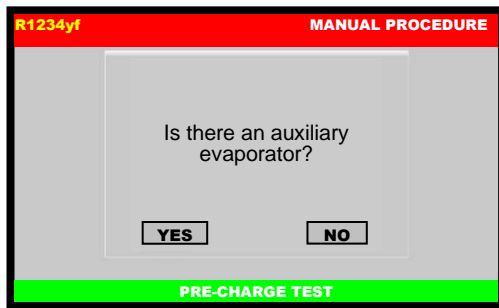 R1234yf MANUAL PROCEDURE
Is there an auxiliary
evaporator?
YES NO
PRE-CHARGE TEST